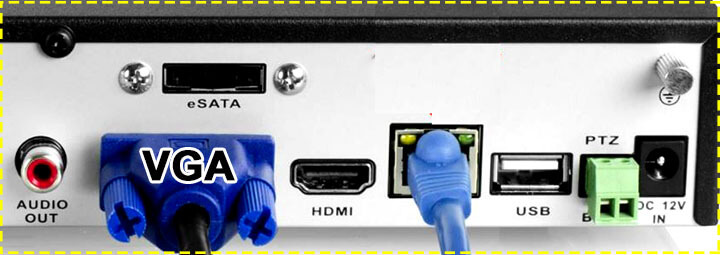 eSATA
PTZ
VGA
AUDIO
OUT
HDMI
USB
DC 12V
IN